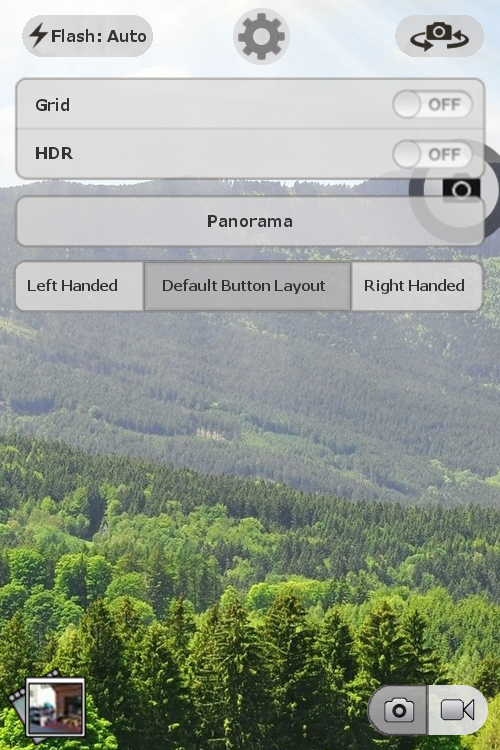 Flash: Auto
Grid OFF
HDR OFF
Panorama
Left Handed Default Button Layout Right Handed